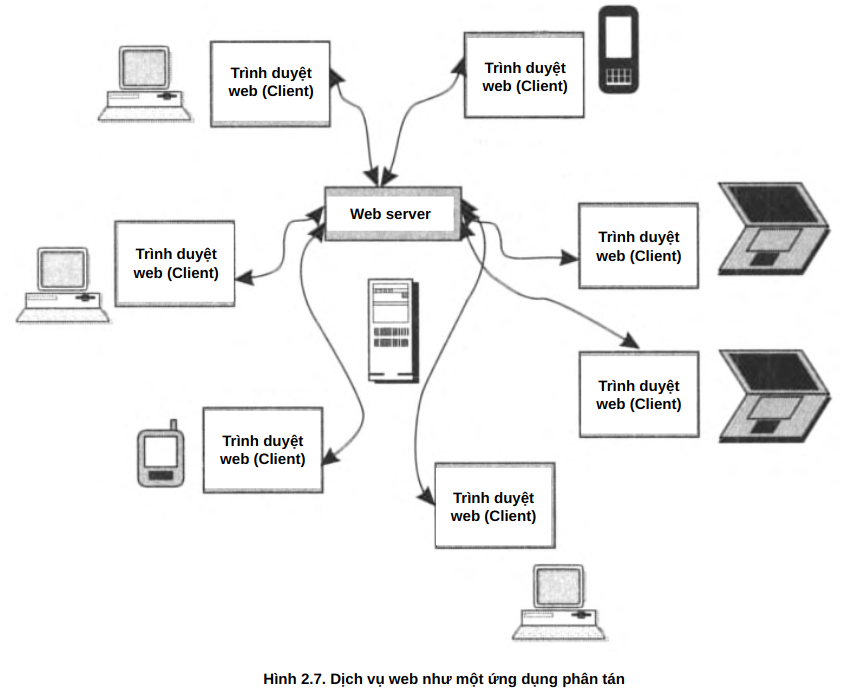 Trình duyệt
web (Client)
Trình duyệt
web (Client)
Web server
Trình duyệt
web (Client)
Trình duyệt
web (Client)
Trình duyệt
web (Client)
Trình duyệt
web (Client)
Trình duyệt
web (Client)
Hình 2.7. Dịch vụ web như một ứng dụng phân tán